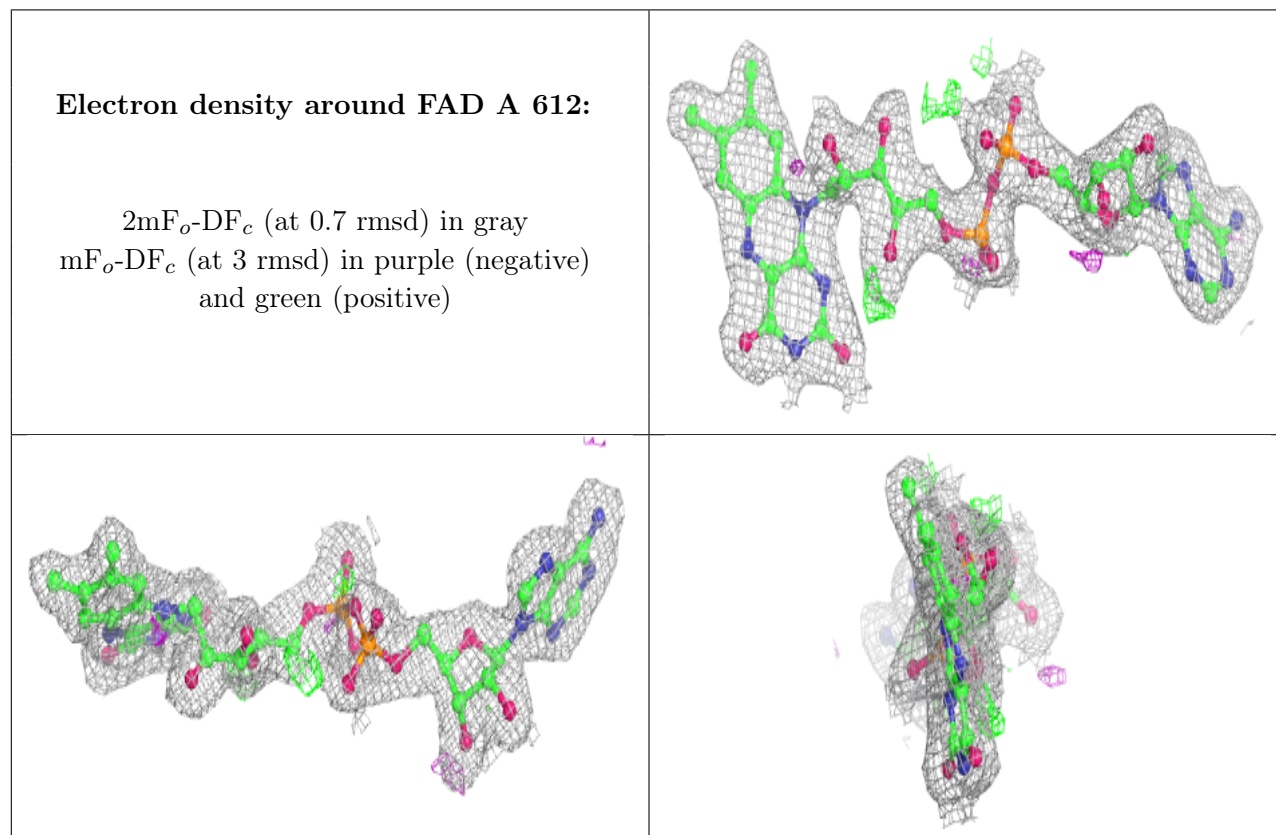 Electron density around FAD A 612:
2mFo-DFc (at 0.7 rmsd) in gray
mFo-DFc (at 3 rmsd) in purple (negative)
and green (positive)